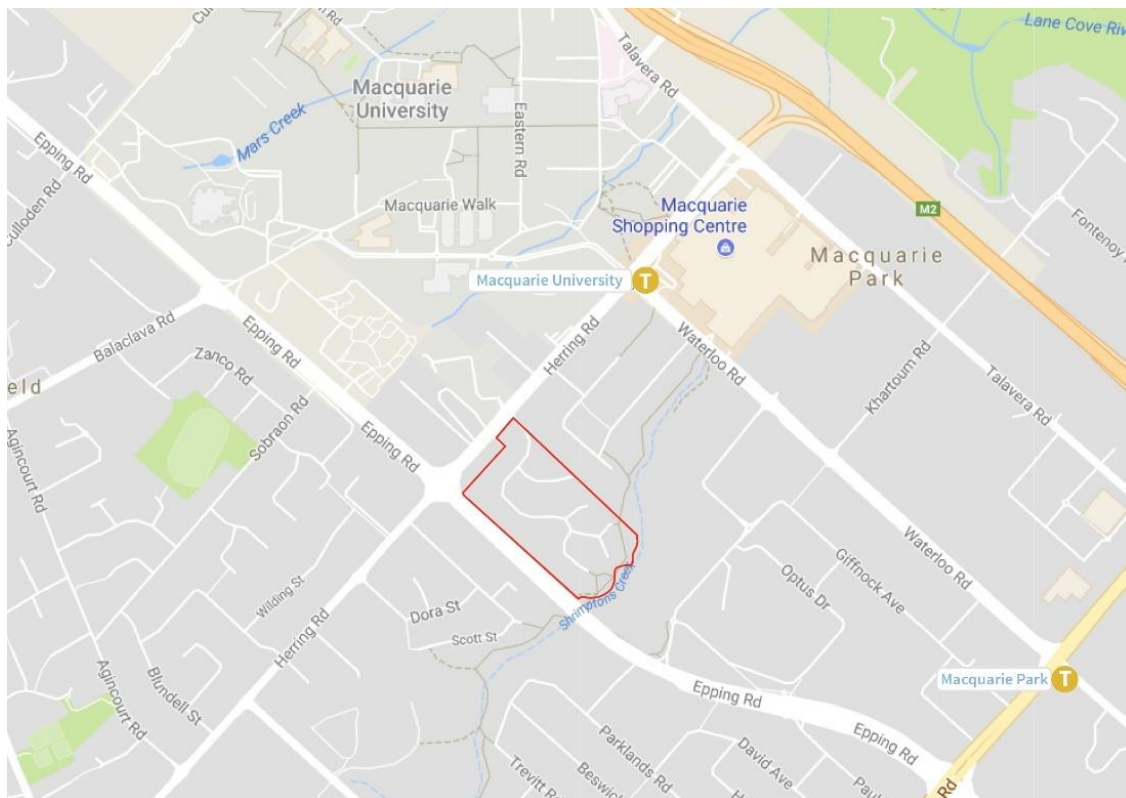 Lane Cove Riv
Talavera Rd
Macquarie
University
Mars Creek
Eastern Rd
Epping Rd
Culloden Rd
Macquarie Walk
Macquarie
Shopping Centre
M2
Fontenoy
Macquarie
Park
Macquarie University
T
Balaclava Rd
Epping Rd
Herring Rd
Waterloo Rd
Zanco Rd
Khartoum Rd
Talavera Rd
eld
Sobraon Rd
Epping Rd
Agincourt Rd
Waterloo Rd
Giffnock Ave
Optus Dr
Wilding St
Dora St
Shrimptons Creek
Scott St
Herring Rd
Blundell St
Agincourt Rd
Macquarie Park
T
Epping Rd
Epping Rd
Parklands Rd
David Ave
Trevitt Rd
Beswic
Pau
Rd